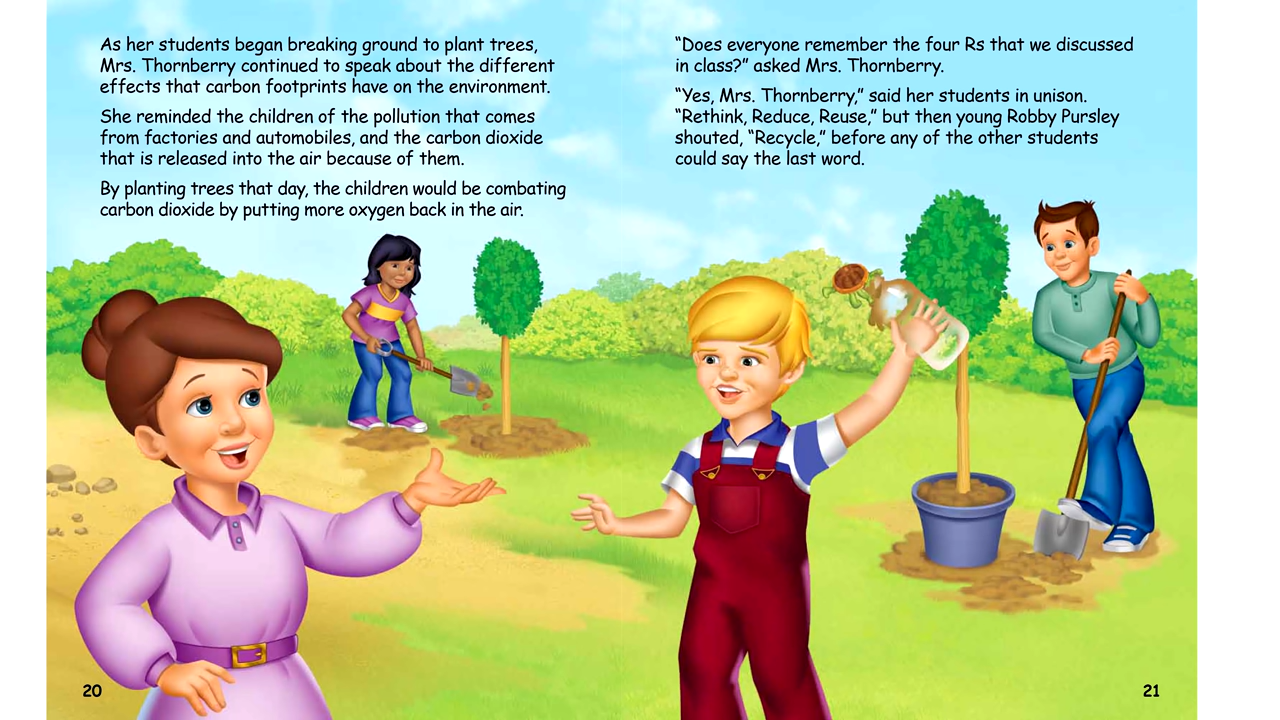 As her students began breaking ground to plant trees,
Mrs. Thornberry continued to speak about the different
effects that carbon footprints have on the environment.
She reminded the children of the pollution that comes
from factories and automobiles, and the carbon dioxide
that is released into the air because of them.
By planting trees that day, the children would be combating
carbon dioxide by putting more oxygen back in the air.
20
“Does everyone remember the four Rs that we discussed
in class?” asked Mrs. Thornberry.
“Yes, Mrs. Thornberry,” said her students in unison.
“Rethink, Reduce, Reuse,” but then young Robby Pursley
shouted, “Recycle,” before any of the other students
could say the last word.
21